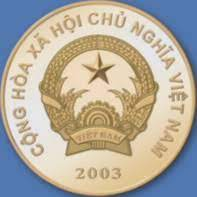 CỘNG HÒA XÃ HỘI CHỦ NGHĨA VIỆT NAM
VIỆT NAM
2003